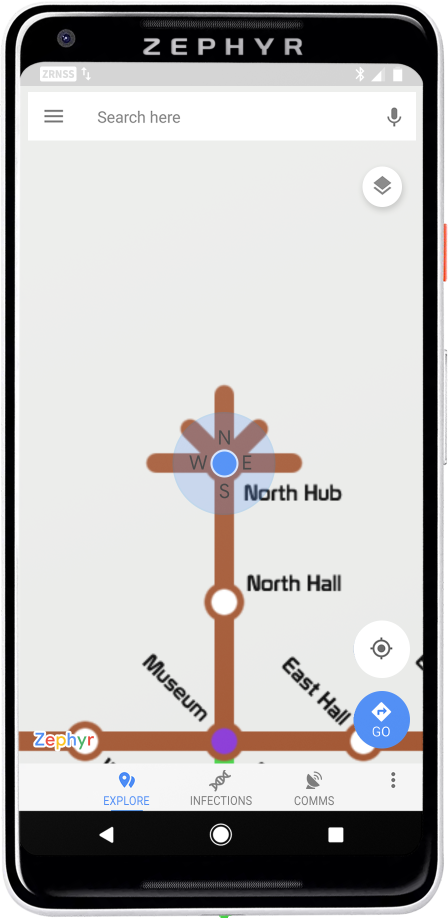 ZEPHYR
ZRNSS
Search here
N
W E
S
North Hub
North Hall
Museum
East Hall
Zephyr
GO
EXPLORE INFECTIONS COMMS